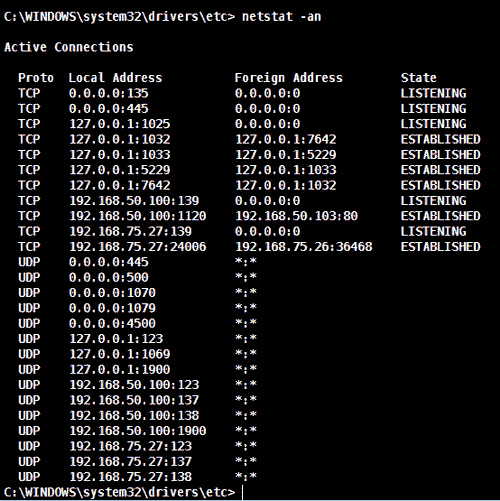 C:\WINDOWS\system32\drivers\etc> netstat -an
Active Connections
Proto Local Address Foreign Address State
TCP 0.0.0.0:135 0.0.0.0:0 LISTENING
TCP 0.0.0.0:445 0.0.0.0:0 LISTENING
TCP 127.0.0.1:1025 0.0.0.0:0 LISTENING
TCP 127.0.0.1:1032 127.0.0.1:7642 ESTABLISHED
TCP 127.0.0.1:1033 127.0.0.1:5229 ESTABLISHED
TCP 127.0.0.1:5229 127.0.0.1:1033 ESTABLISHED
TCP 127.0.0.1:7642 127.0.0.1:1032 ESTABLISHED
TCP 192.168.50.100:139 0.0.0.0:0 LISTENING
TCP 192.168.50.100:1120 192.168.50.103:80 ESTABLISHED
TCP 192.168.75.27:139 0.0.0.0:0 LISTENING
TCP 192.168.75.27:24006 192.168.75.26:36468 ESTABLISHED
UDP 0.0.0.0:445 *:*
UDP 0.0.0.0:500 *:*
UDP 0.0.0.0:1070 *:*
UDP 0.0.0.0:1079 *:*
UDP 0.0.0.0:4500 *:*
UDP 127.0.0.1:123 *:*
UDP 127.0.0.1:1069 *:*
UDP 127.0.0.1:1900 *:*
UDP 192.168.50.100:123 *:*
UDP 192.168.50.100:137 *:*
UDP 192.168.50.100:138 *:*
UDP 192.168.50.100:1900 *:*
UDP 192.168.75.27:123 *:*
UDP 192.168.75.27:137 *:*
UDP 192.168.75.27:138 *:*
C:\WINDOWS\system32\drivers\etc>